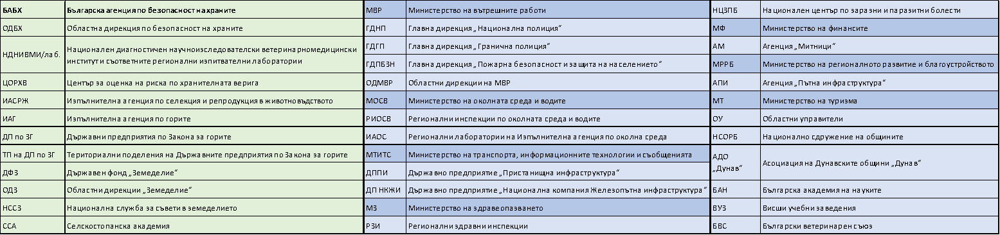 БАБХ Българска агенция по безопасност на храните
ОДБХ Областна дирекция по безопасност на храните
НДНИВМИ/лаб. Национален диагностичен научноизследователски ветеринарномедицински
институт и съответните регионални изпитвателни лаборатории
ЦОРХВ Център за оценка на риска по хранителната верига
ИАСРЖ Изпълнителна агенция по селекция и репродукция в животновъдството
ИАГ Изпълнителна агенция по горите
ДП по ЗГ Държавни предприятия по Закона за горите
ТП на ДП по ЗГ Териториални поделения на Държавните предприятия по Закона за горите
ДФЗ Държавен фонд „Земеделие“
ОДЗ Областни дирекции „Земеделие“
НССЗ Национална служба за съвети в земеделието
ССА Селскостопанска академия
МВР Министерство на вътрешните работи
ГДНП Главна дирекция „Национална полиция“
ГДГП Главна дирекция „Гранична полиция“
ГДПБЗН Главна дирекция „Пожарна безопасност и защита на населението“
ОДМВР Областни дирекции на МВР
МОСВ Министерство на околната среда и водите
РИОСВ Регионални инспекции по околната среда и водите
ИАОС Регионални лаборатории на Изпълнителна агенция по околна среда
МТИТС Министерство на транспорта, информационните технологии и съобщенията
ДППИ Държавно предприятие „Пристанищна инфраструктура“
ДП НКЖИ Държавно предприятие „Национална компания Железопътна инфраструктура“
МЗ Министерство на здравеопазването
РЗИ Регионални здравни инспекции
НЦЗПБ Национален център по заразни и паразитни болести
МФ Министерство на финансите
АМ Агенция „Митници“
МРРБ Министерство на регионалното развитие и благоустройството
АПИ Агенция „Пътна инфраструктура“
МТ Министерство на туризма
ОУ Областни управители
НСОРБ Национално сдружение на общините
АДО
„Дунав“ Асоциация на Дунавските общини „Дунав“
БАН Българска академия на науките
ВУЗ Висши учебни заведения
БВС Български ветеринарен съюз